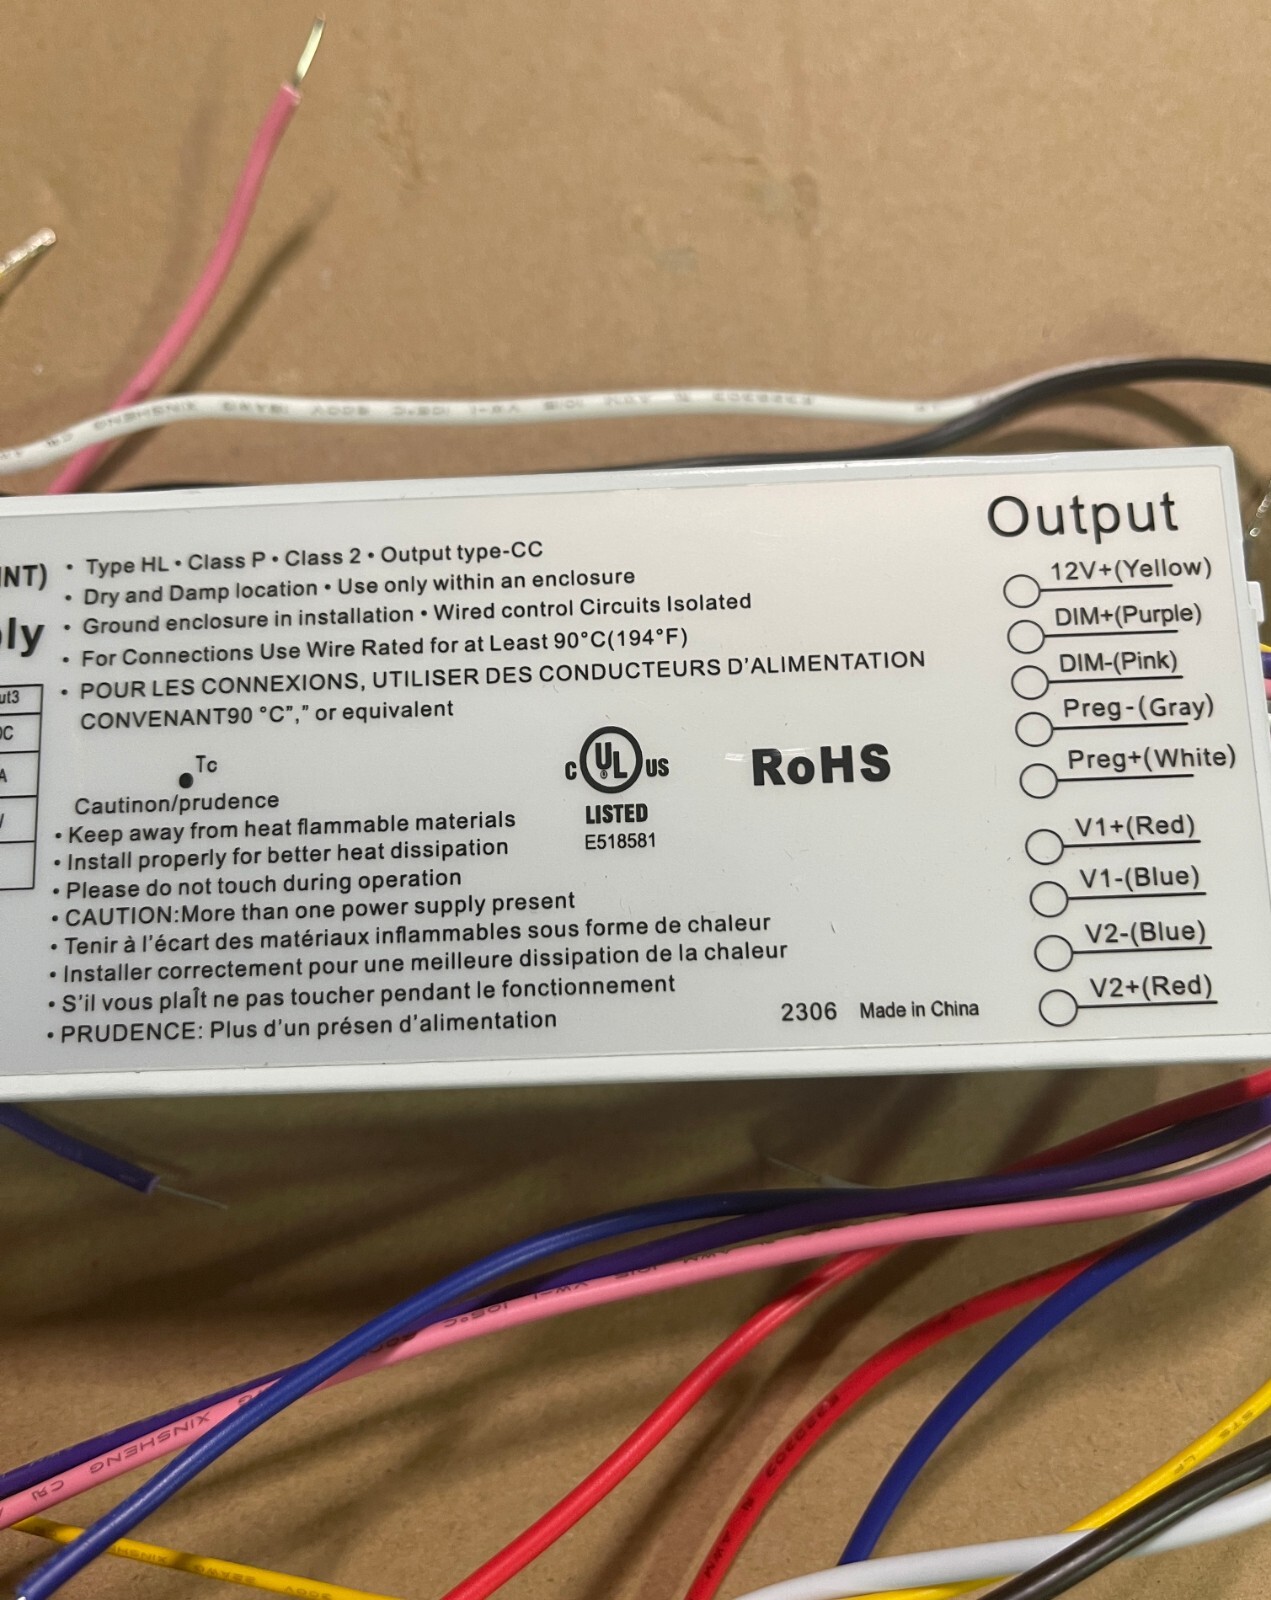 INT)
ly
ut3
DC
A
• Type HL • Class P • Class 2 • Output type-CC
• Dry and Damp location • Use only within an enclosure
• Ground enclosure in installation • Wired control Circuits Isolated
• For Connections Use Wire Rated for at Least 90°C(194°F)
• POUR LES CONNEXIONS, UTILISER DES CONDUCTEURS D'ALIMENTATION
CONVENANT90 °C"," or equivalent
Tc
Cautinon/prudence
• Keep away from heat flammable materials
• Install properly for better heat dissipation
• Please do not touch during operation
• CAUTION:More than one power supply present
• Tenir à l'écart des matériaux inflammables sous forme de chaleur
• Installer correctement pour une meilleure dissipation de la chaleur
• S'il vous plaÎt ne pas toucher pendant le fonctionnement
• PRUDENCE: Plus d'un présen d'alimentation
C UL US
®
LISTED
E518581
RoHS
2306 Made in China
Output
12V+(Yellow)
DIM+(Purple)
DIM-(Pink)
Preg-(Gray)
Preg+(White)
V1+(Red)
V1-(Blue)
V2-(Blue)
V2+(Red)
XINSHENG
105°C
AWM